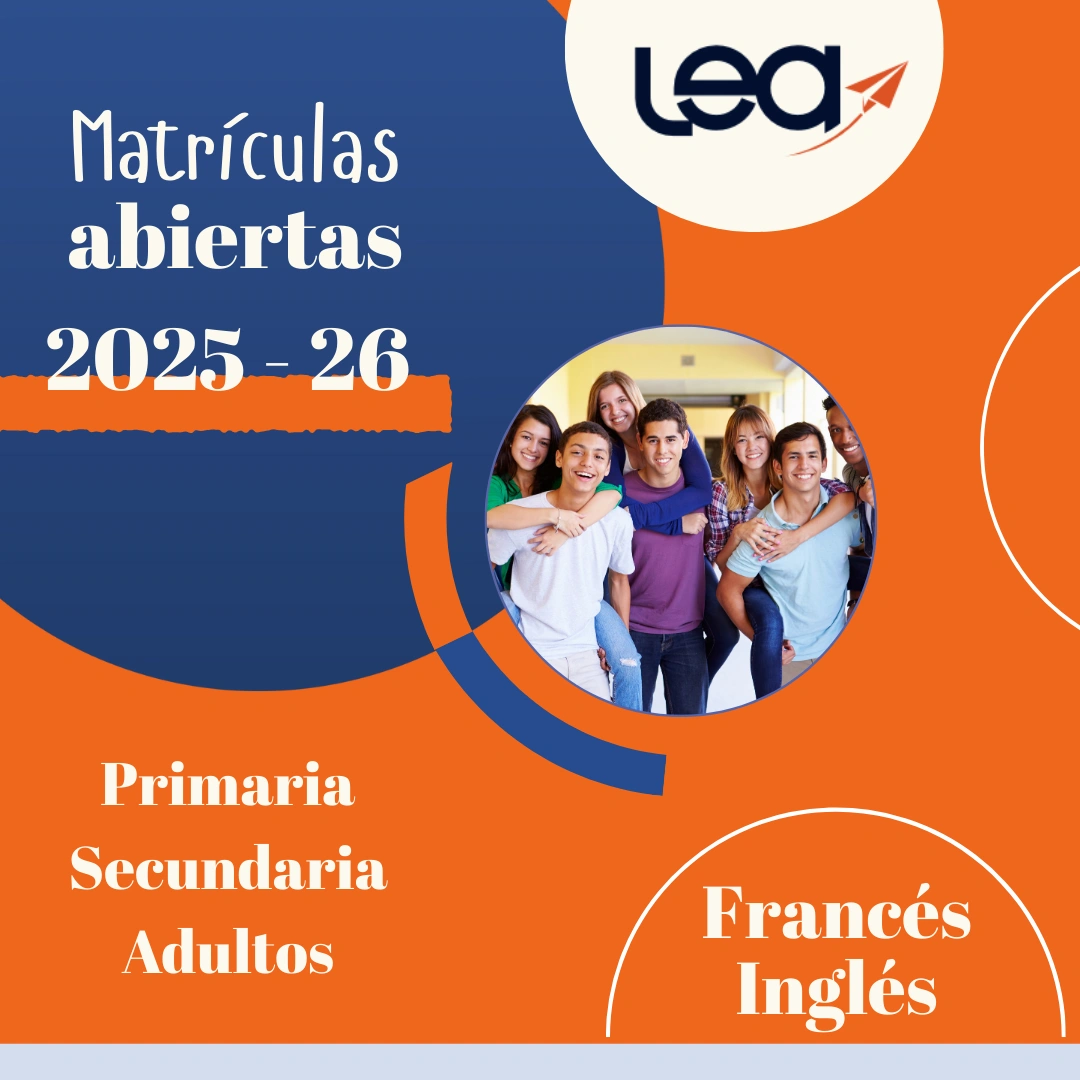 lea
Matrículas
abiertas
2025 - 26
Primaria
Secundaria
Adultos
Francés
Inglés